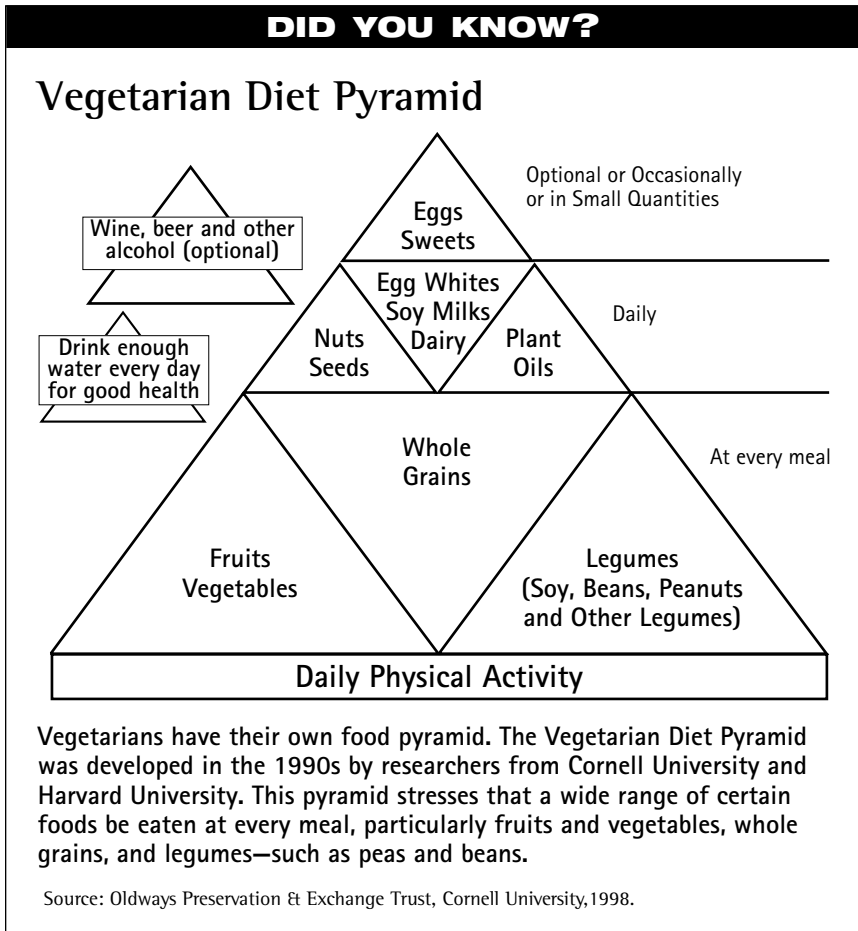 DID YOU KNOW?
Vegetarian Diet Pyramid
Optional or Occasionally
or in Small Quantities
Eggs
Sweets
Wine, beer and other
alcohol (optional)
Egg Whites
Soy Milks
Dairy
Daily
Nuts
Seeds
Plant
Oils
Drink enough
water every day
for good health
Whole
Grains
At every meal
Fruits
Vegetables
Legumes
(Soy, Beans, Peanuts
and Other Legumes)
Daily Physical Activity
Vegetarians have their own food pyramid. The Vegetarian Diet Pyramid
was developed in the 1990s by researchers from Cornell University and
Harvard University. This pyramid stresses that a wide range of certain
foods be eaten at every meal, particularly fruits and vegetables, whole
grains, and legumes—such as peas and beans.
Source: Oldways Preservation & Exchange Trust, Cornell University,1998.